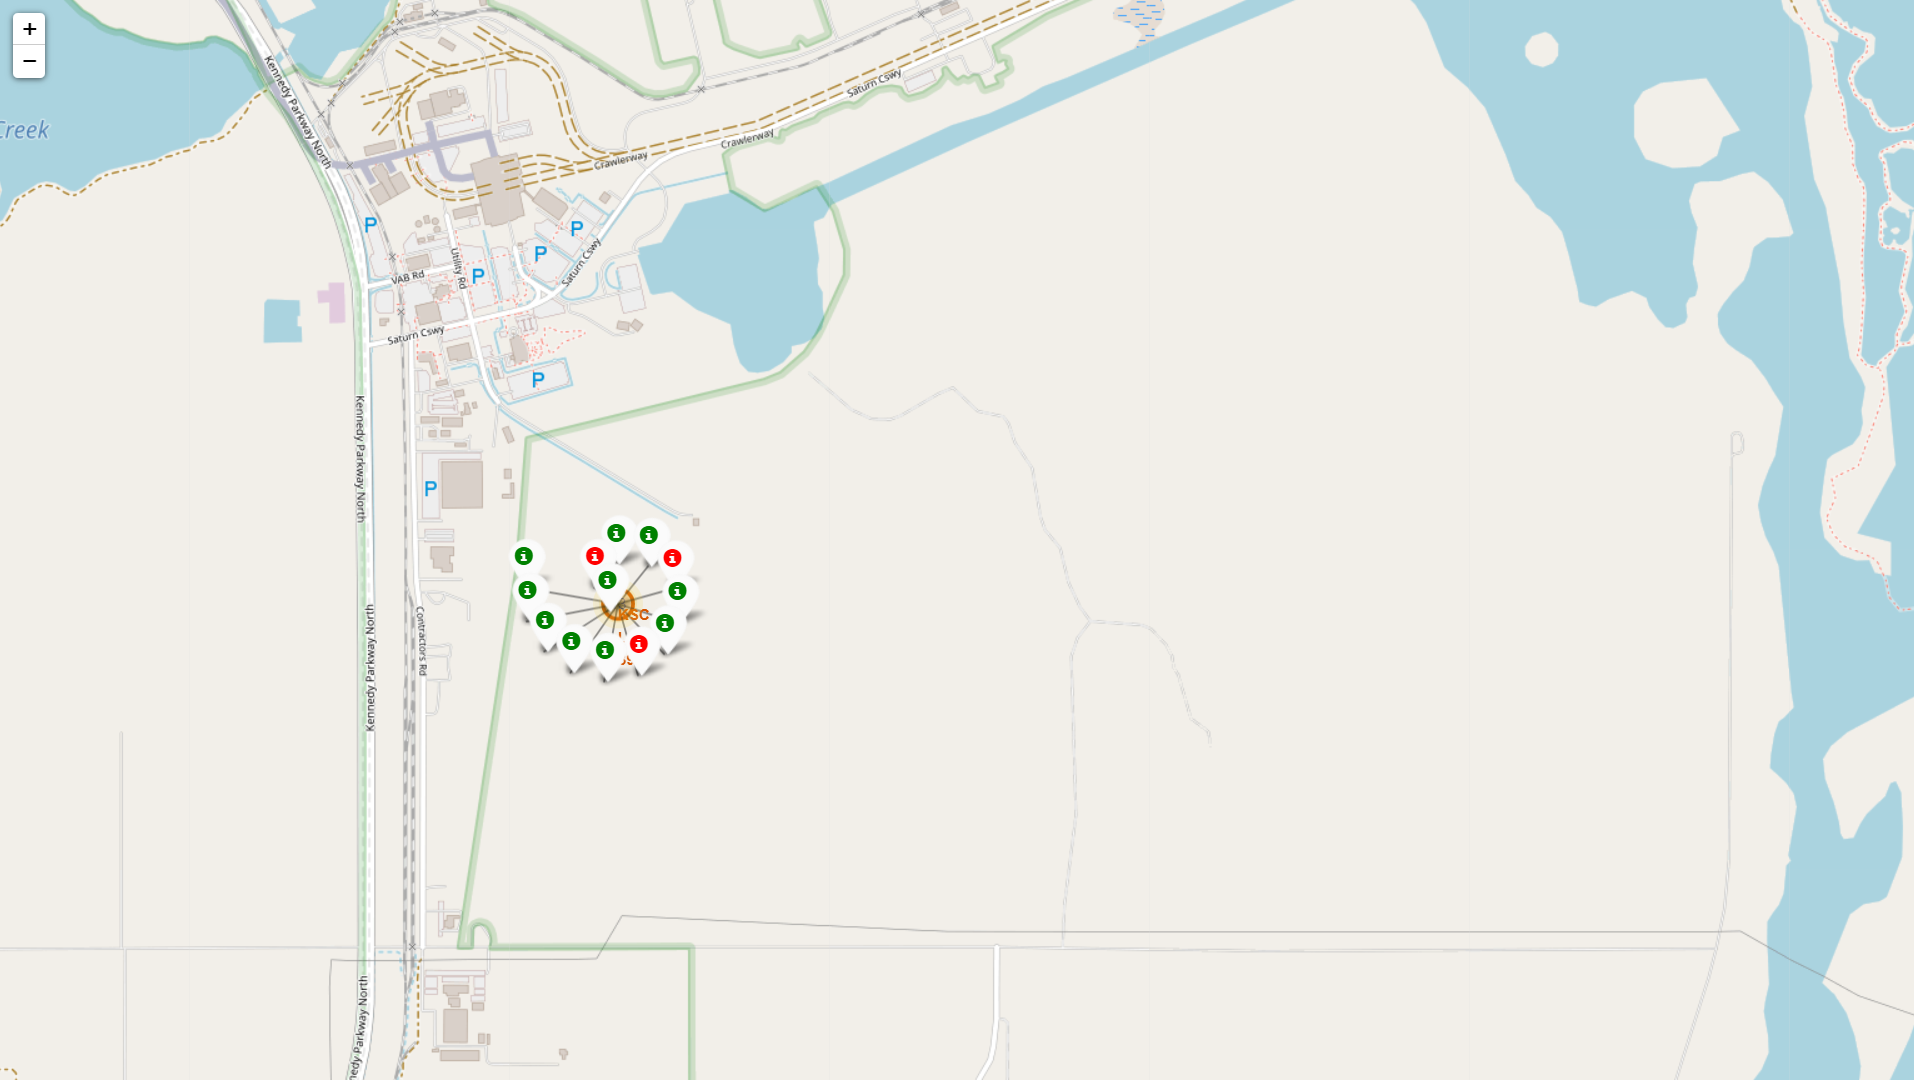 +
−
Creek
Kennedy Parkway North
Saturn Cswy
Crawlerway
Crawlerway
P
P
P
P
Utility Rd
Saturn Cswy
VAB Rd
Saturn Cswy
P
Kennedy Parkway North
P
i
i
i
i
i
i
i
i
KSC
i
i
i
i
i
Kennedy Parkway North
Contractors Rd
Kennedy Parkway North